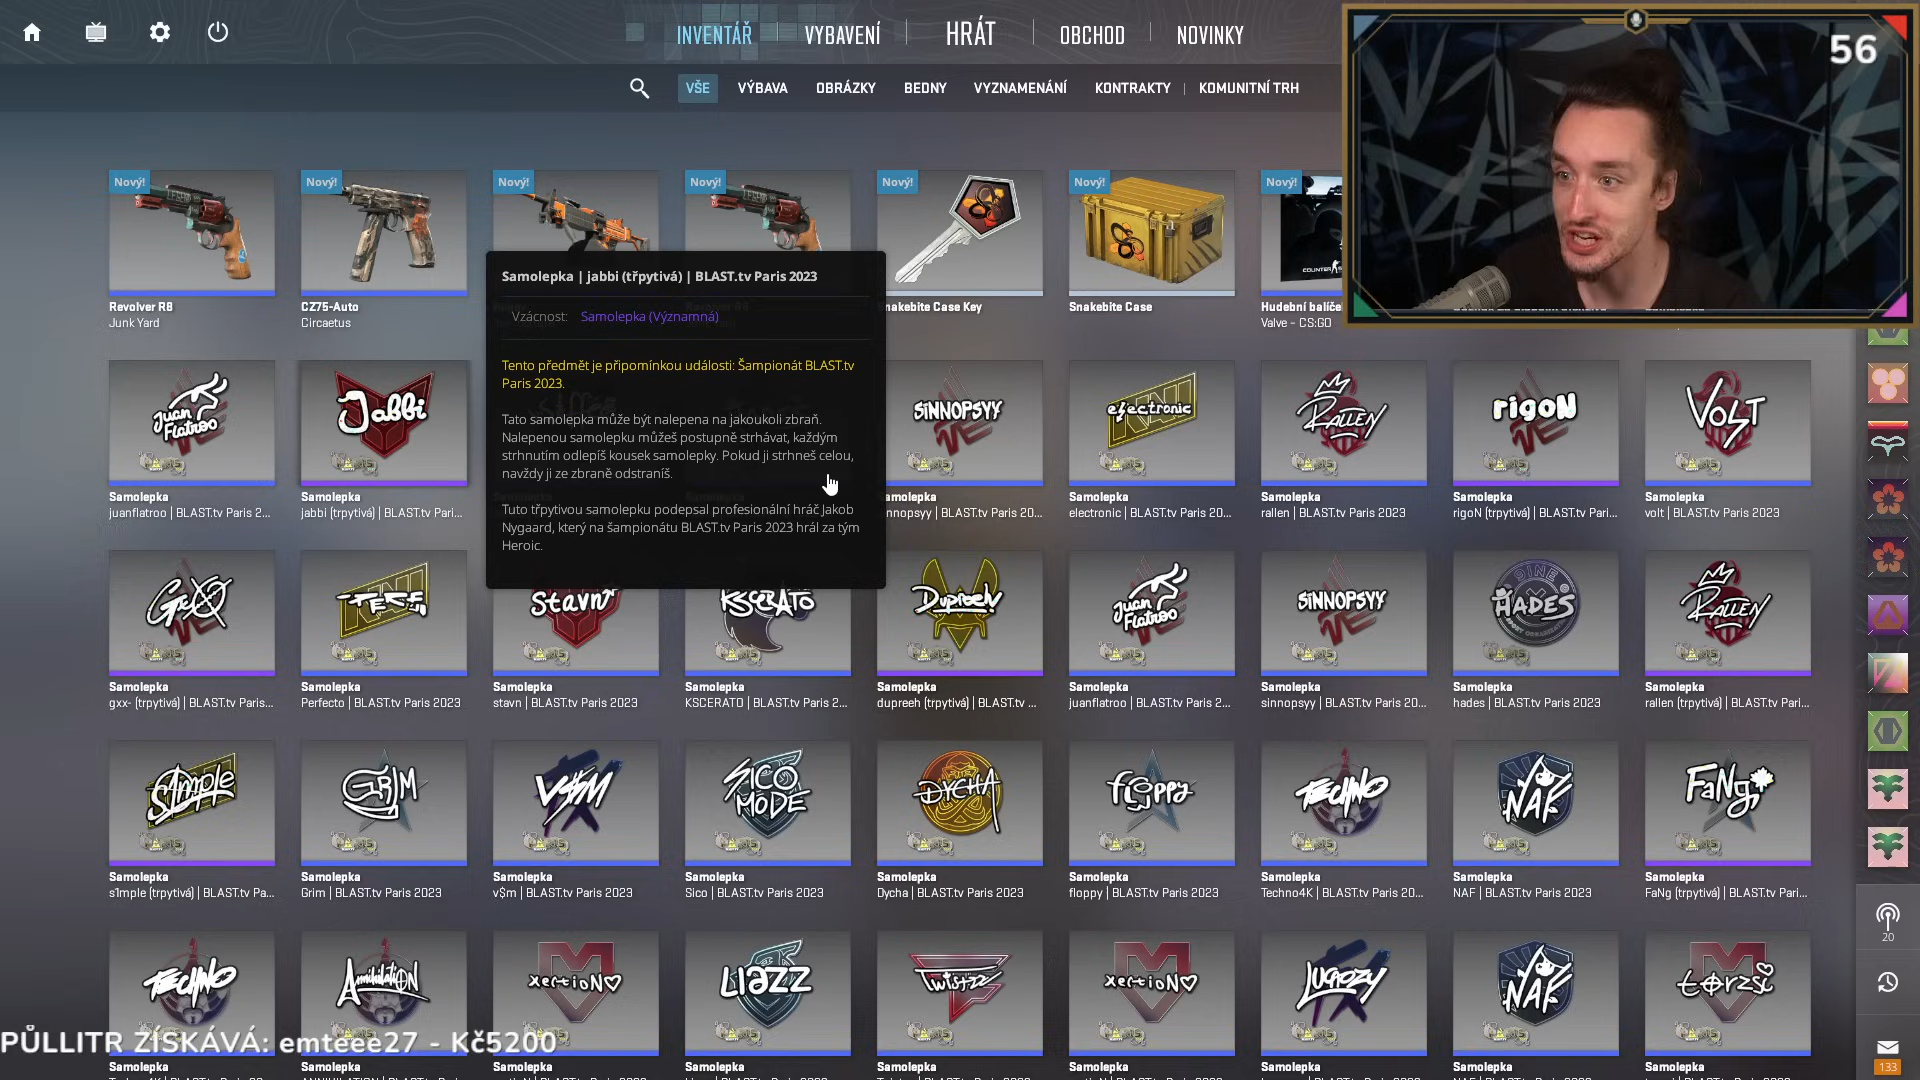 INVENTÁŘ
VYBAVENÍ
HRÁT
OBCHOD
NOVINKY
56
VŠE
VÝBAVA
OBRÁZKY
BEDNY
VYZNAMENÁNÍ
KONTRAKTY
KOMUNITNÍ TRH
Nový!
Nový!
Nový!
Nový!
Nový!
Nový!
Nový!
Revolver R8
Junk Yard
CZ75-Auto
Circaetus
Snakebite Case Key
Snakebite Case
Hudební balíče
Valve - CS:GO
Samolepka | jabbi (třpytivá) | BLAST.tv Paris 2023
Vzácnost: Samolepka (Významná)
Tento předmět je připomínkou události: Šampionát BLAST.tv
Paris 2023.
Tato samolepka může být nalepena na jakoukoli zbraň.
Nalepenou samolepku můžeš postupně strhávat, každým
strhnutím odlepíš kousek samolepky. Pokud ji strhneš celou,
navždy ji ze zbraně odstraníš.
Tuto třpytivou samolepku podepsal profesionální hráč Jakob
Nygaard, který na šampionátu BLAST.tv Paris 2023 hrál za tým
Heroic.
Samolepka
juanflatroo | BLAST.tv Paris 2...
Samolepka
jabbi (trpytivá) | BLAST.tv Pari...
amolepka
innopsyy | BLAST.tv Paris 20...
Samolepka
electronic | BLAST.tv Paris 20...
Samolepka
rallen | BLAST.tv Paris 2023
Samolepka
rigoN (trpytivá) | BLAST.tv Pari...
Samolepka
volt | BLAST.tv Paris 2023
Samolepka
gxx- (trpytivá) | BLAST.tv Paris...
Samolepka
Perfecto | BLAST.tv Paris 2023
Samolepka
stavn | BLAST.tv Paris 2023
Samolepka
KSCERATO | BLAST.tv Paris 2...
Samolepka
dupreeh (trpytivá) | BLAST.tv ...
Samolepka
juanflatroo | BLAST.tv Paris 2...
Samolepka
sinnopsyy | BLAST.tv Paris 20...
Samolepka
hades | BLAST.tv Paris 2023
Samolepka
rallen (trpytivá) | BLAST.tv Pari...
Samolepka
s1mple (trpytivá) | BLAST.tv Pa...
Samolepka
Grim | BLAST.tv Paris 2023
Samolepka
v$m | BLAST.tv Paris 2023
Samolepka
Sico | BLAST.tv Paris 2023
Samolepka
Dycha | BLAST.tv Paris 2023
Samolepka
floppy | BLAST.tv Paris 2023
Samolepka
Techno4K | BLAST.tv Paris 20...
Samolepka
NAF | BLAST.tv Paris 2023
Samolepka
FaNg (trpytivá) | BLAST.tv Pari...
PŮLLITR ZÍSKÁVÁ: emteee27 - Kč5200
Samolepka
Samolepka
Samolepka
Samolepka
Samolepka
Samolepka
Samolepka
Samolepka
Samolepka
20
133